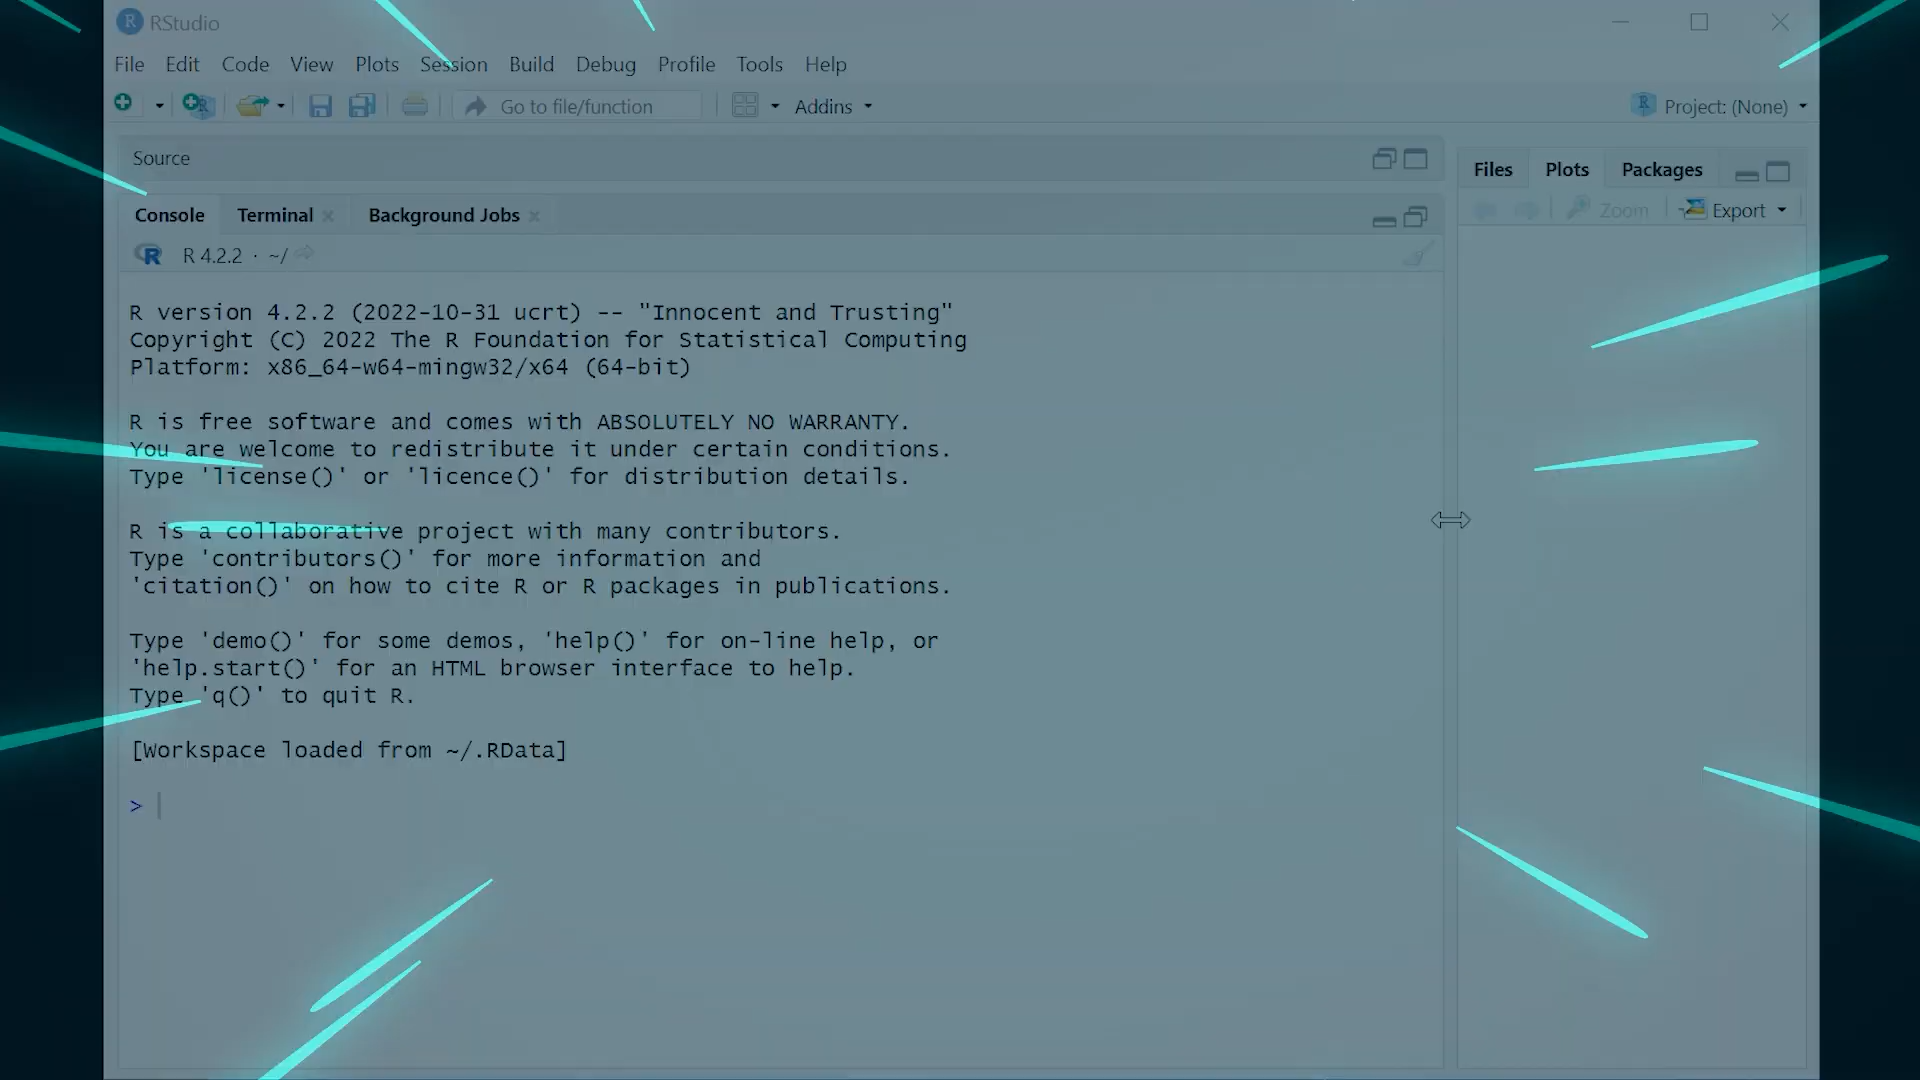 RStudio
File Edit Code View Plots Session Build Debug Profile Tools Help
Go to file/function Addins Project: (None)
Source
Files Plots Packages
Console Terminal Background Jobs
Zoom Export
R 4.2.2 · ~/
R version 4.2.2 (2022-10-31 ucrt) -- "Innocent and Trusting"
Copyright (C) 2022 The R Foundation for Statistical Computing
Platform: x86_64-w64-mingw32/x64 (64-bit)
R is free software and comes with ABSOLUTELY NO WARRANTY.
You are welcome to redistribute it under certain conditions.
Type 'license()' or 'licence()' for distribution details.
R is a collaborative project with many contributors.
Type 'contributors()' for more information and
'citation()' on how to cite R or R packages in publications.
Type 'demo()' for some demos, 'help()' for on-line help, or
'help.start()' for an HTML browser interface to help.
Type 'q()' to quit R.
[Workspace loaded from ~/.RData]
>